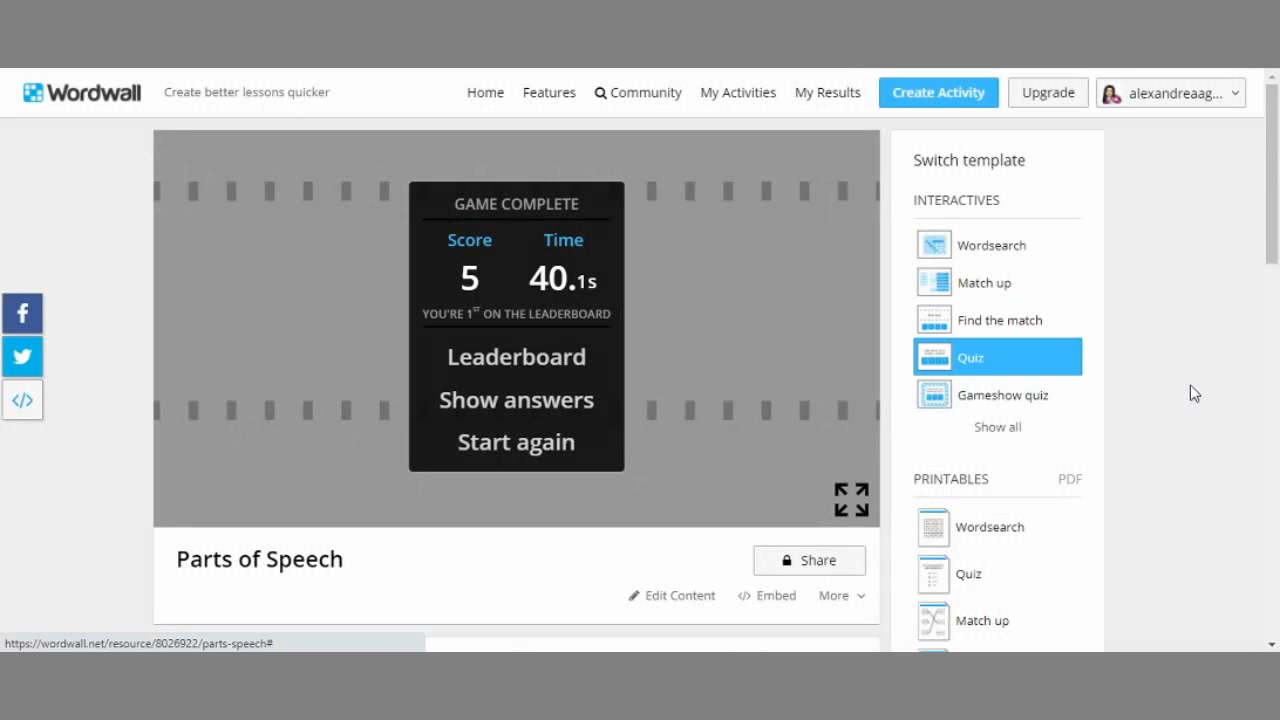 Wordwall
Create better lessons quicker
Home Features Community My Activities My Results Create Activity Upgrade alexandreaag...
GAME COMPLETE
Score Time
5 40.1s
YOU'RE 1ST ON THE LEADERBOARD
Leaderboard
Show answers
Start again
Parts of Speech
Share
Edit Content </> Embed More
f
</>
Switch template
INTERACTIVES
Wordsearch
Match up
Find the match
Quiz
Gameshow quiz
Show all
PRINTABLES PDF
Wordsearch
Quiz
Match up
https://wordwall.net/resource/8026922/parts-speech#